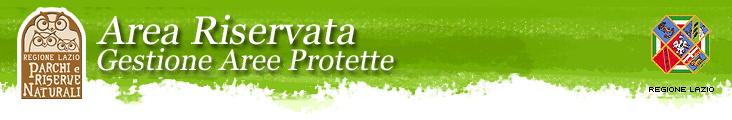 REGIONE LAZIO
PARCHI e
RISERVE
NATURALI
Area Riservata
Gestione Aree Protette
REGIONE LAZIO